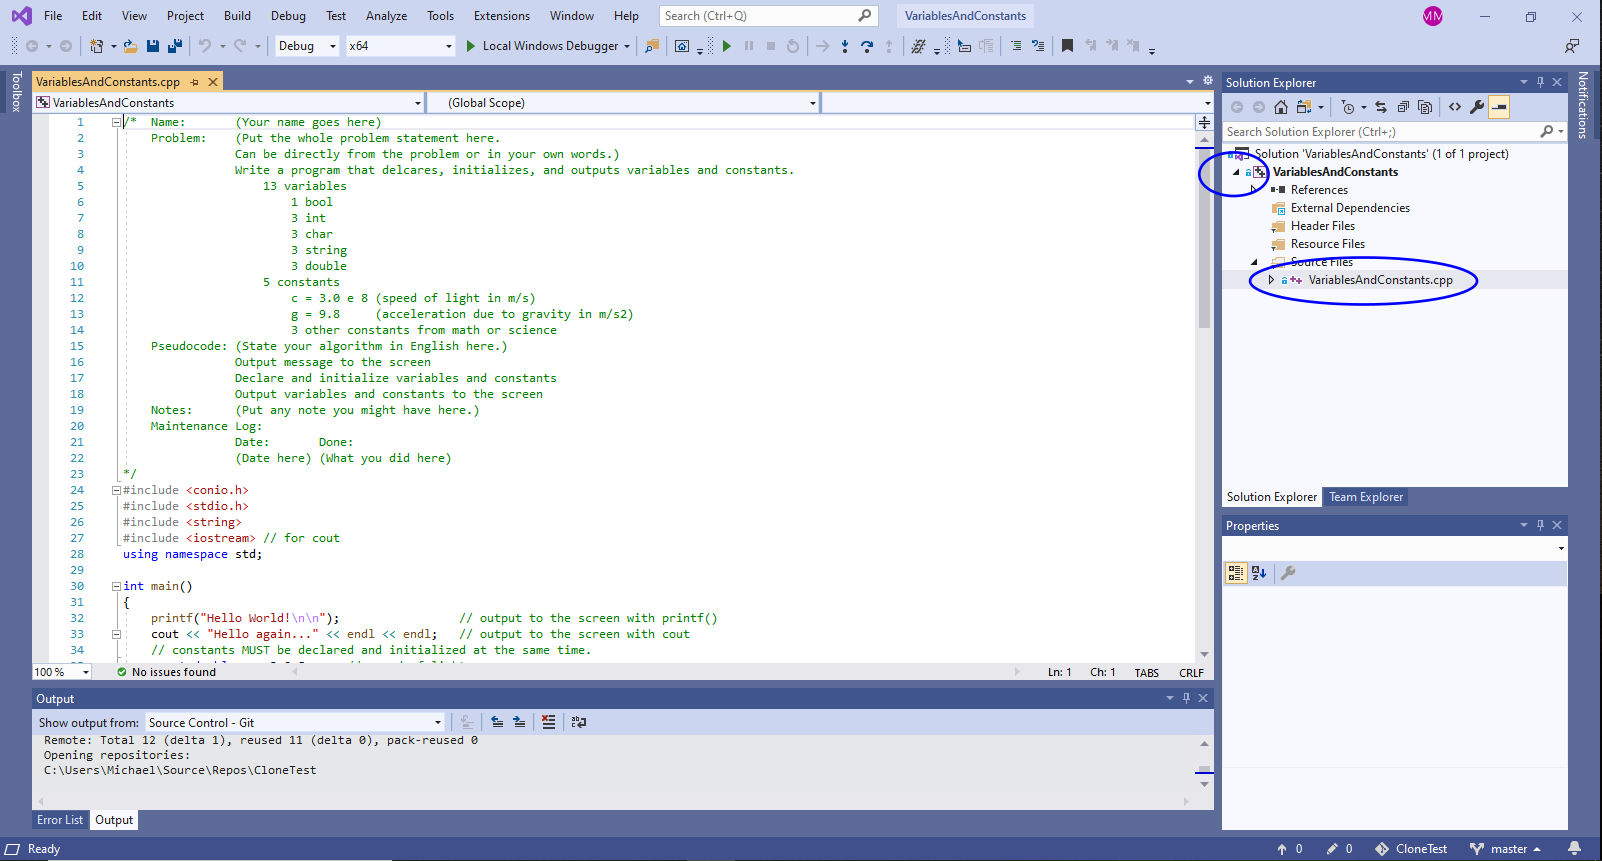 File Edit View Project Build Debug Test Analyze Tools Extensions Window Help Search (Ctrl+Q) VariablesAndConstants MM
Debug x64 Local Windows Debugger
Toolbox
VariablesAndConstants.cpp
VariablesAndConstants (Global Scope)
1 /* Name: (Your name goes here)
2 Problem: (Put the whole problem statement here.
3 Can be directly from the problem or in your own words.)
4 Write a program that delcares, initializes, and outputs variables and constants.
5 13 variables
6 1 bool
7 3 int
8 3 char
9 3 string
10 3 double
11 5 constants
12 c = 3.0 e 8 (speed of light in m/s)
13 g = 9.8 (acceleration due to gravity in m/s2)
14 3 other constants from math or science
15 Pseudocode: (State your algorithm in English here.)
16 Output message to the screen
17 Declare and initialize variables and constants
18 Output variables and constants to the screen
19 Notes: (Put any note you might have here.)
20 Maintenance Log:
21 Date: Done:
22 (Date here) (What you did here)
23 */
24 #include <conio.h>
25 #include <stdio.h>
26 #include <string>
27 #include <iostream> // for cout
28 using namespace std;
29
30 int main()
31 {
32 printf("Hello World!\n\n"); // output to the screen with printf()
33 cout << "Hello again..." << endl << endl; // output to the screen with cout
34 // constants MUST be declared and initialized at the same time.
100 % No issues found Ln: 1 Ch: 1 TABS CRLF
Output
Show output from: Source Control - Git
Remote: Total 12 (delta 1), reused 11 (delta 0), pack-reused 0
Opening repositories:
C:\Users\Michael\Source\Repos\CloneTest
Error List Output
Solution Explorer
Search Solution Explorer (Ctrl+;)
Solution 'VariablesAndConstants' (1 of 1 project)
VariablesAndConstants
References
External Dependencies
Header Files
Resource Files
Source Files
VariablesAndConstants.cpp
Solution Explorer Team Explorer
Properties
Notifications
Ready 0 0 CloneTest master